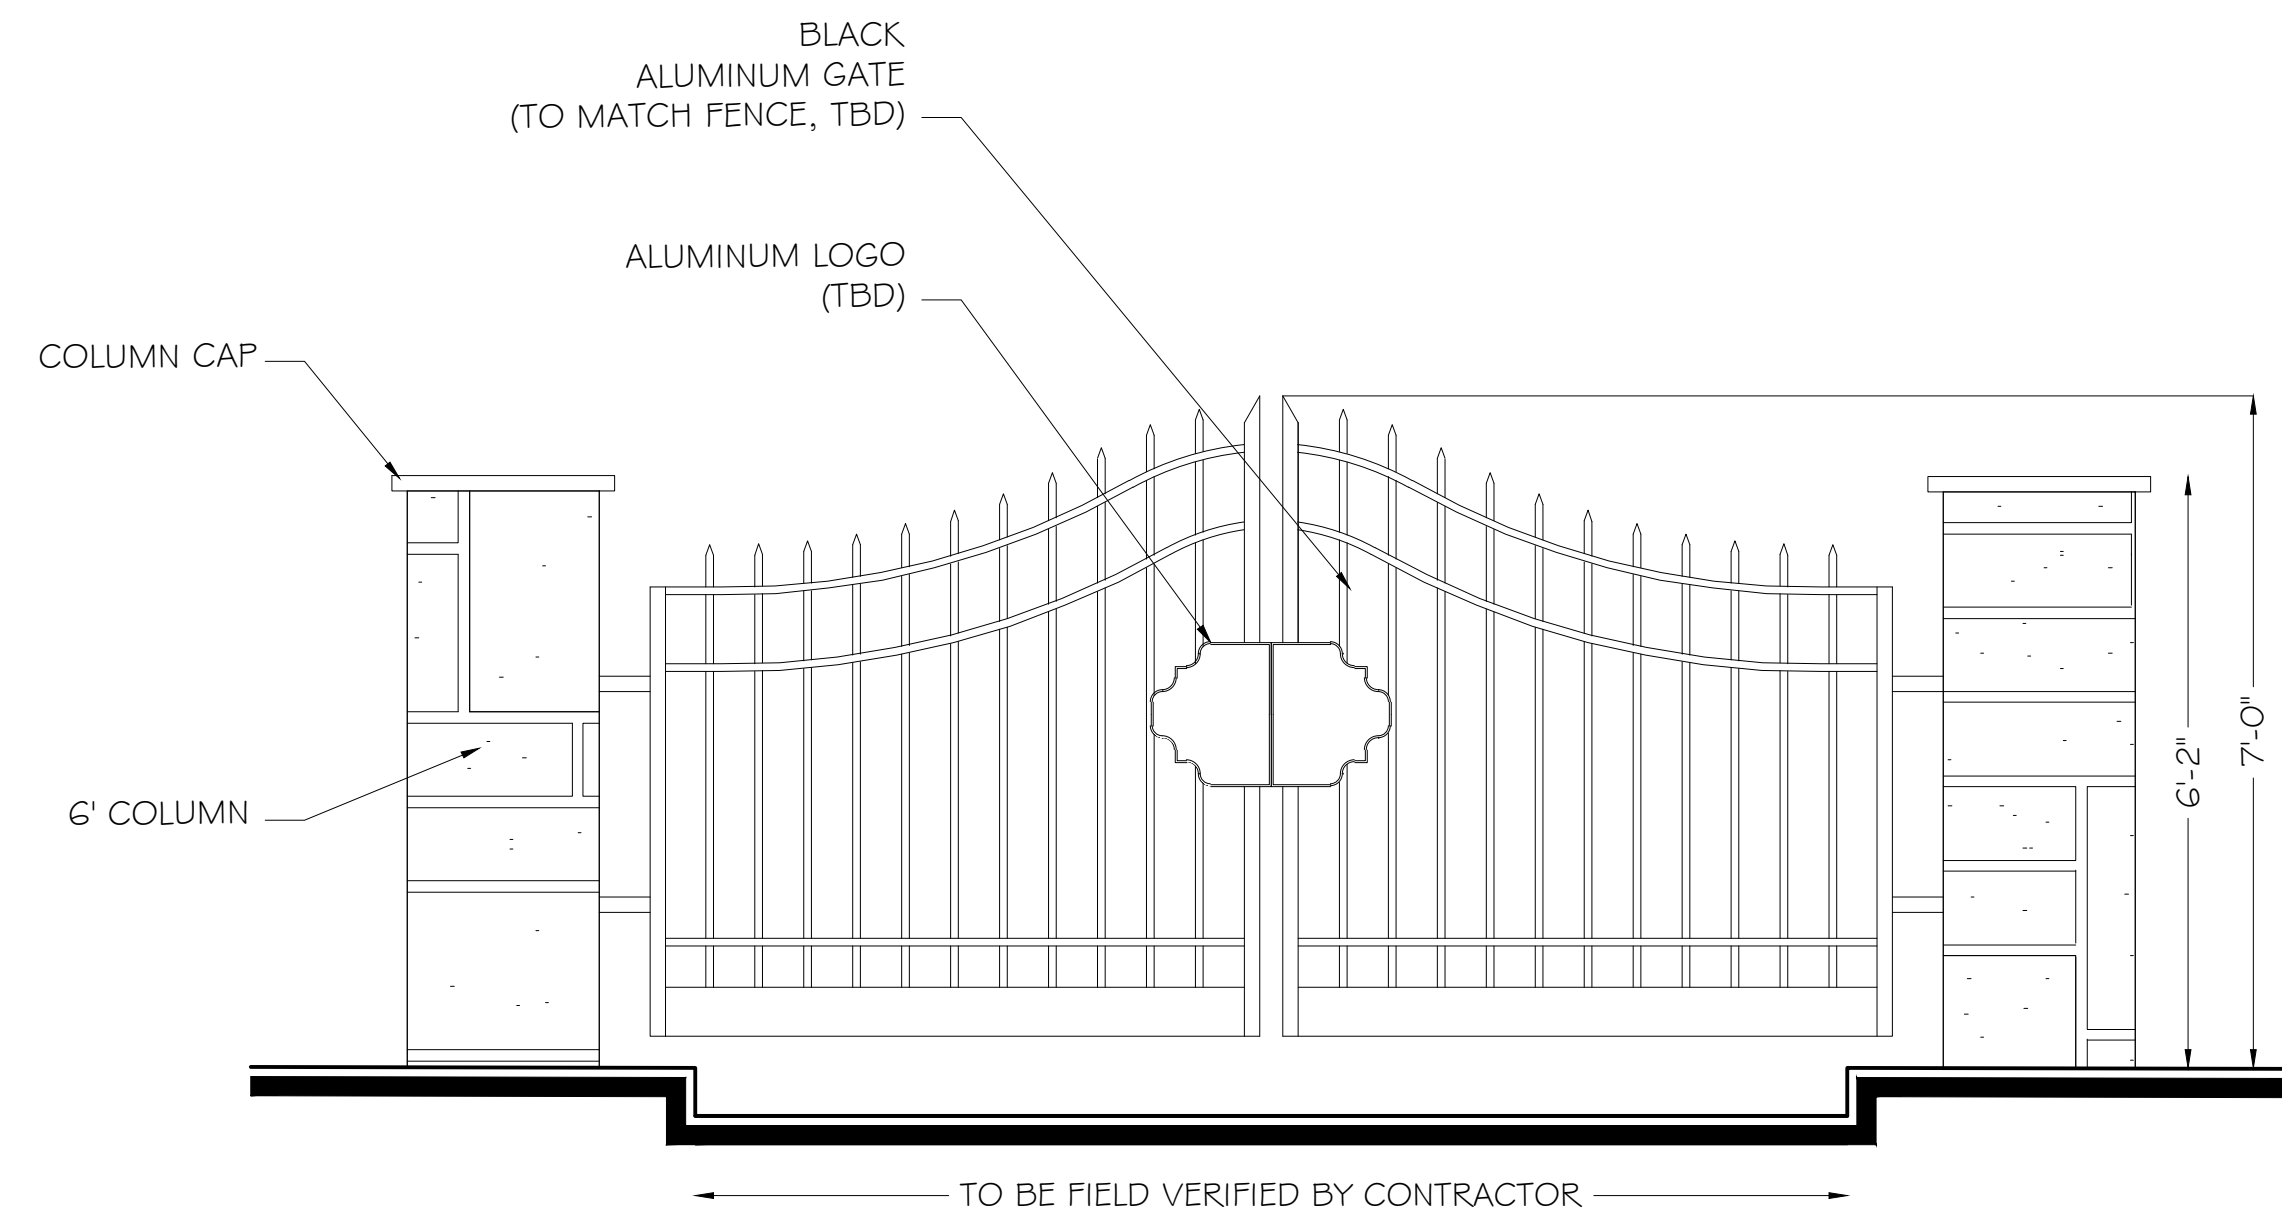 BLACK
ALUMINUM GATE
(TO MATCH FENCE, TBD)
ALUMINUM LOGO
(TBD)
COLUMN CAP
6' COLUMN
6'-2"
7'-0"
TO BE FIELD VERIFIED BY CONTRACTOR